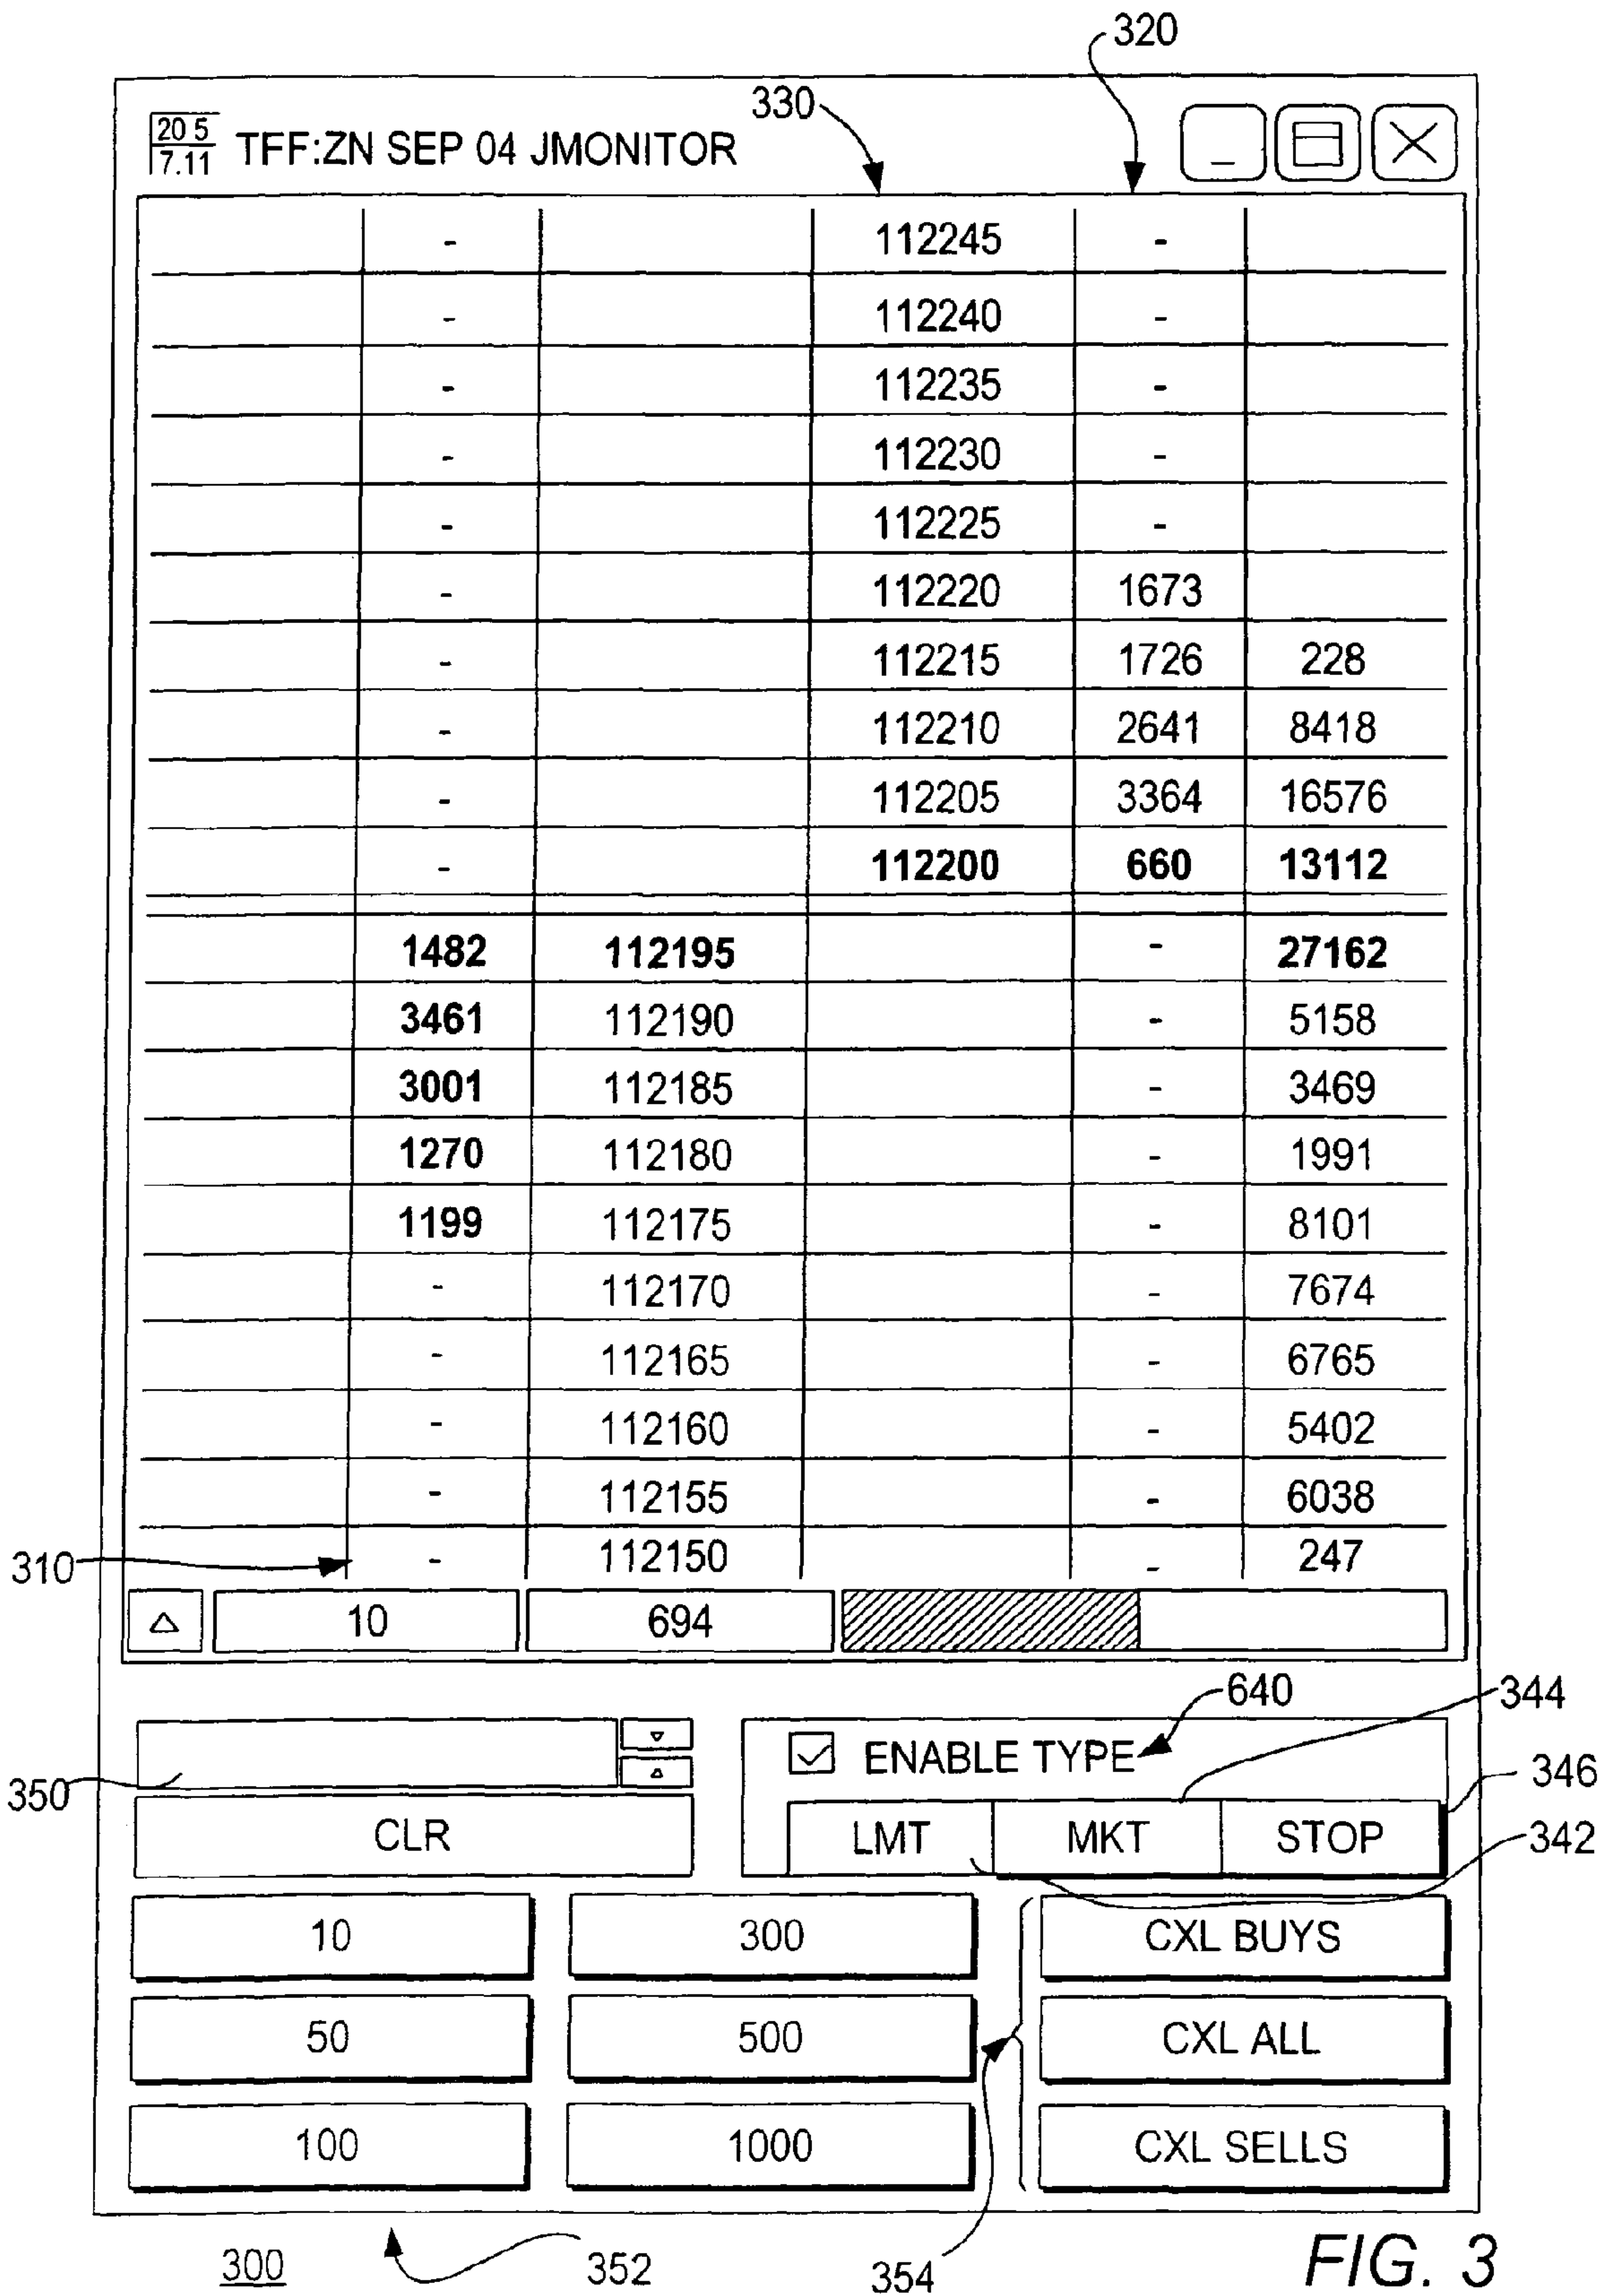 320
330
20 5
7.11
TFF:ZN SEP 04 JMONITOR
- 112245 -
- 112240 -
- 112235 -
- 112230 -
- 112225 -
- 112220 1673
- 112215 1726 228
- 112210 2641 8418
- 112205 3364 16576
- 112200 660 13112
1482 112195 - 27162
3461 112190 - 5158
3001 112185 - 3469
1270 112180 - 1991
1199 112175 - 8101
- 112170 - 7674
- 112165 - 6765
- 112160 - 5402
- 112155 - 6038
310 - 112150 - 247
10 694
640 344
ENABLE TYPE
350 346
CLR LMT MKT STOP 342
10 300 CXL BUYS
50 500 CXL ALL
100 1000 CXL SELLS
300 352 354 FIG. 3